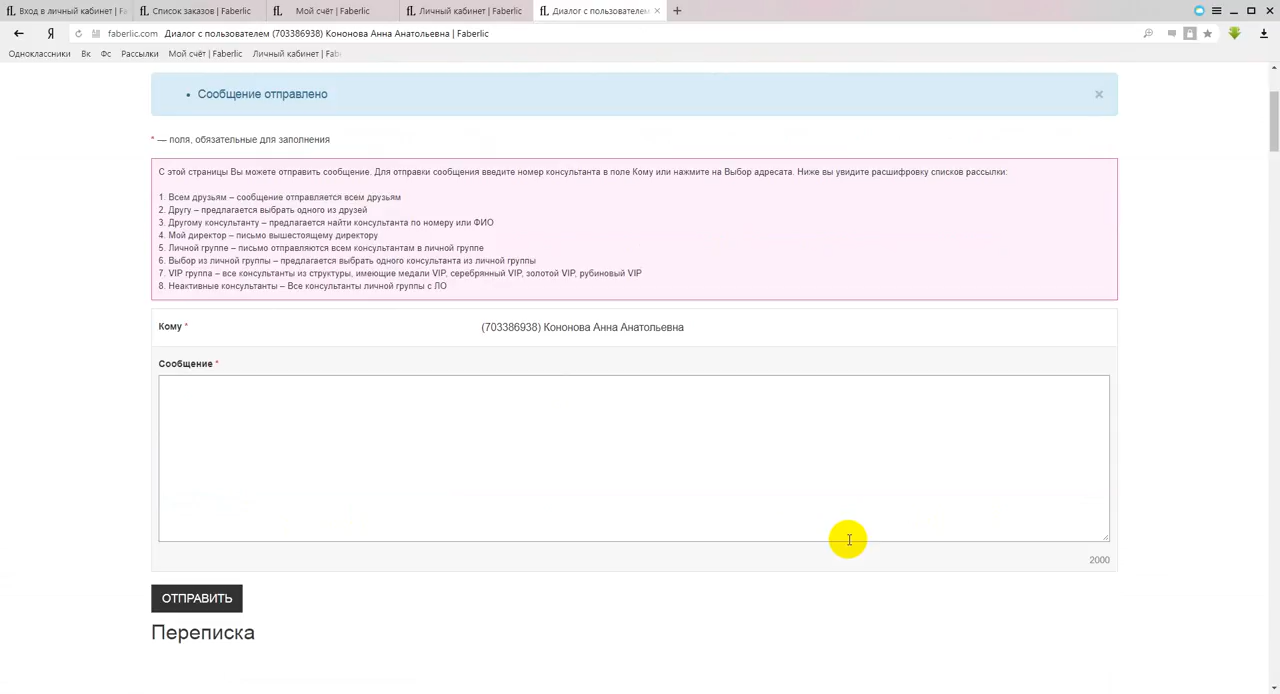 Вход в личный кабинет | Fa
Список заказов | Faberlic
Мой счёт | Faberlic
Личный кабинет | Faberlic
Диалог с пользователем
faberlic.com Диалог с пользователем (703386938) Кононова Анна Анатольевна | Faberlic
Одноклассники Вк Фс Рассылки Мой счёт | Faberlic Личный кабинет | Fab
Сообщение отправлено
* — поля, обязательные для заполнения
С этой страницы Вы можете отправить сообщение. Для отправки сообщения введите номер консультанта в поле Кому или нажмите на Выбор адресата. Ниже вы увидите расшифровку списков рассылки:
1. Всем друзьям – сообщение отправляется всем друзьям
2. Другу – предлагается выбрать одного из друзей
3. Другому консультанту – предлагается найти консультанта по номеру или ФИО
4. Мой директор – письмо вышестоящему директору
5. Личной группе – письмо отправляются всем консультантам в личной группе
6. Выбор из личной группы – предлагается выбрать одного консультанта из личной группы
7. VIP группа – все консультанты из структуры, имеющие медали VIP, серебрянный VIP, золотой VIP, рубиновый VIP
8. Неактивные консультанты – Все консультанты личной группы с ЛО
Кому * (703386938) Кононова Анна Анатольевна
Сообщение *
2000
ОТПРАВИТЬ
Переписка